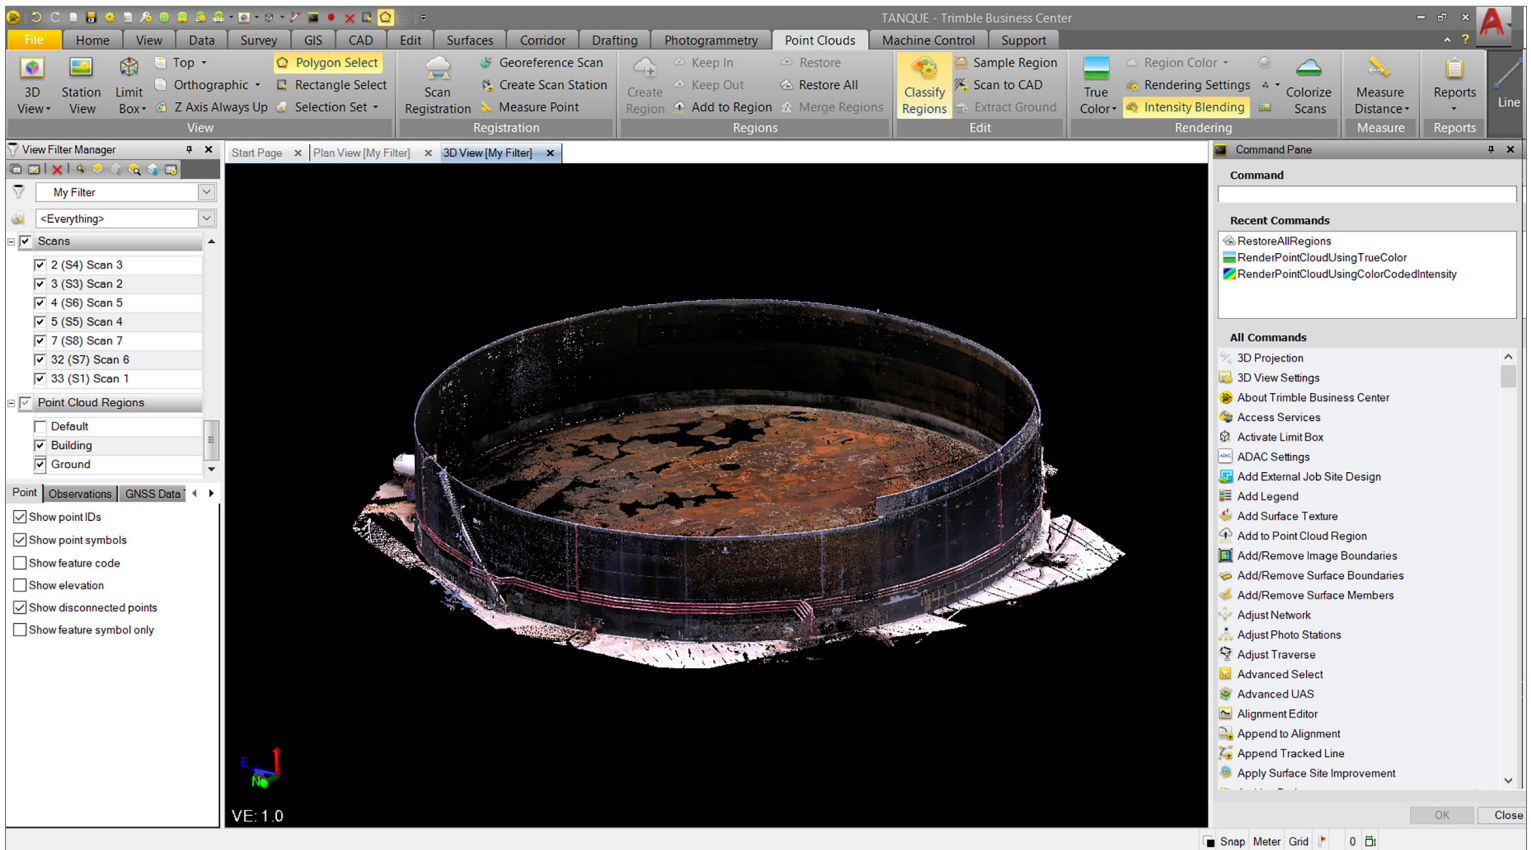 TANQUE - Trimble Business Center
File Home View Data Survey GIS CAD Edit Surfaces Corridor Drafting Photogrammetry Point Clouds Machine Control Support
3D View
Station View
Limit Box
Top
Orthographic
Z Axis Always Up
Polygon Select
Rectangle Select
Selection Set
View
Scan Registration
Georeference Scan
Create Scan Station
Measure Point
Registration
Create Region
Keep In
Keep Out
Add to Region
Restore
Restore All
Merge Regions
Regions
Classify Regions
Sample Region
Scan to CAD
Extract Ground
Edit
True Color
Region Color
Rendering Settings
Intensity Blending
Colorize Scans
Rendering
Measure Distance
Measure
Reports
Reports
Line
View Filter Manager
My Filter
<Everything>
Scans
2 (S4) Scan 3
3 (S3) Scan 2
4 (S6) Scan 5
5 (S5) Scan 4
7 (S8) Scan 7
32 (S7) Scan 6
33 (S1) Scan 1
Point Cloud Regions
Default
Building
Ground
Point Observations GNSS Data
Show point IDs
Show point symbols
Show feature code
Show elevation
Show disconnected points
Show feature symbol only
Start Page Plan View [My Filter] 3D View [My Filter]
E
N
VE: 1.0
Command Pane
Command
Recent Commands
RestoreAllRegions
RenderPointCloudUsingTrueColor
RenderPointCloudUsingColorCodedIntensity
All Commands
3D Projection
3D View Settings
About Trimble Business Center
Access Services
Activate Limit Box
ADAC Settings
Add External Job Site Design
Add Legend
Add Surface Texture
Add to Point Cloud Region
Add/Remove Image Boundaries
Add/Remove Surface Boundaries
Add/Remove Surface Members
Adjust Network
Adjust Photo Stations
Adjust Traverse
Advanced Select
Advanced UAS
Alignment Editor
Append to Alignment
Append Tracked Line
Apply Surface Site Improvement
OK Close
Snap Meter Grid 0